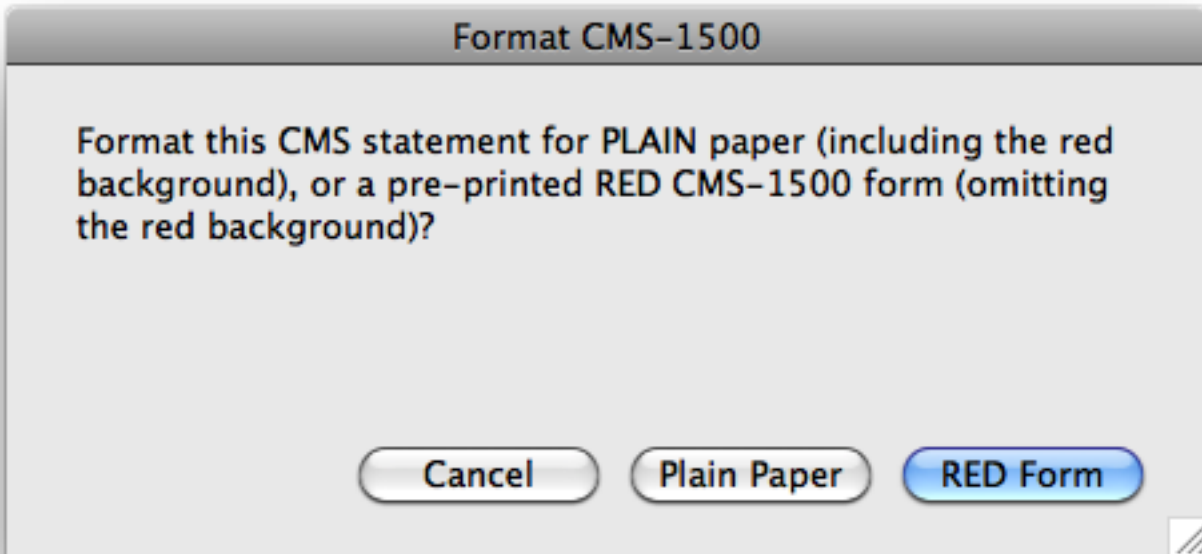 Format CMS-1500
Format this CMS statement for PLAIN paper (including the red
background), or a pre-printed RED CMS-1500 form (omitting
the red background)?
Cancel
Plain Paper
RED Form